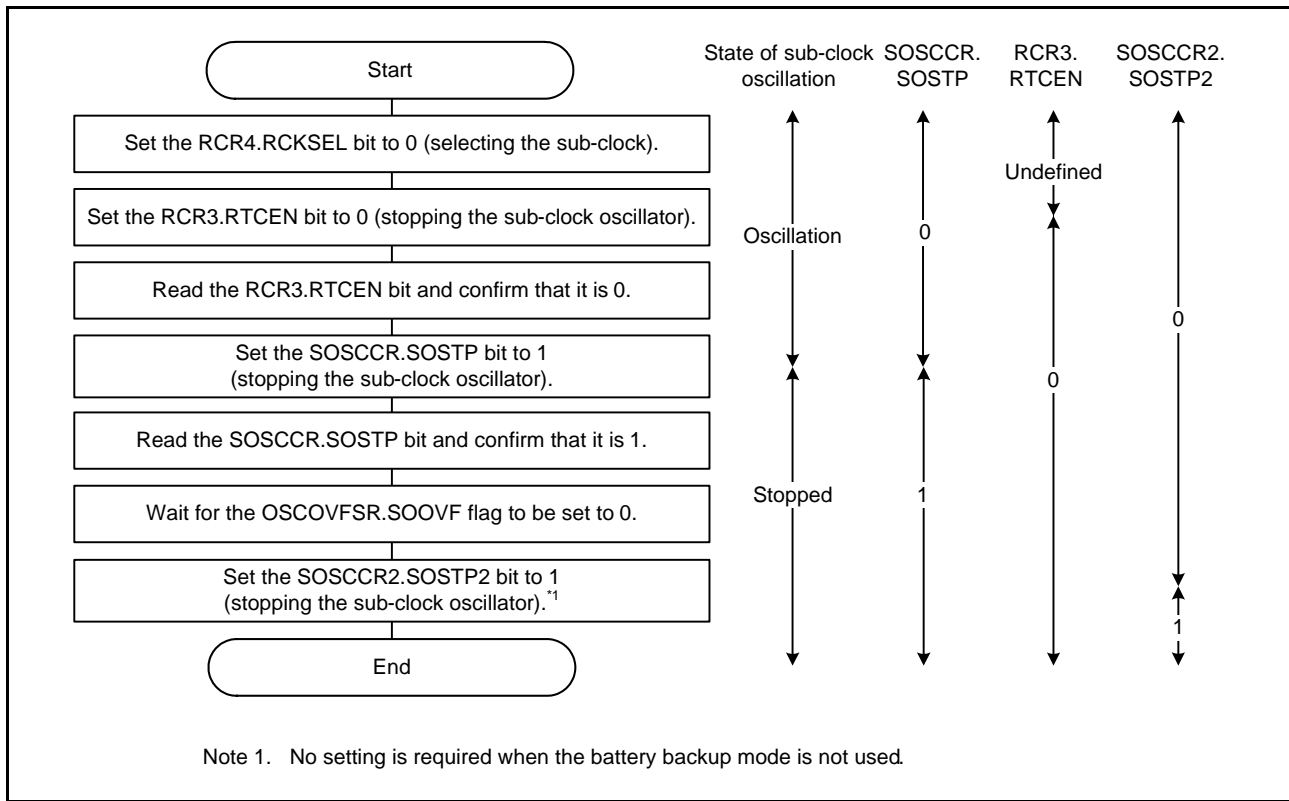 Start
Set the RCR4.RCKSEL bit to 0 (selecting the sub-clock).
Set the RCR3.RTCEN bit to 0 (stopping the sub-clock oscillator).
Read the RCR3.RTCEN bit and confirm that it is 0.
Set the SOSCCR.SOSTP bit to 1
(stopping the sub-clock oscillator).
Read the SOSCCR.SOSTP bit and confirm that it is 1.
Wait for the OSCOVFSR.SOOVF flag to be set to 0.
Set the SOSCCR2.SOSTP2 bit to 1
(stopping the sub-clock oscillator).*1
End
State of sub-clock
oscillation
Oscillation
Stopped
SOSCCR.
SOSTP
0
1
RCR3.
RTCEN
Undefined
0
SOSCCR2.
SOSTP2
0
1
Note 1. No setting is required when the battery backup mode is not used.